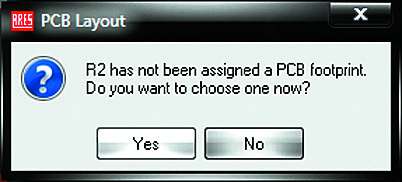 ARES PCB Layout X
R2 has not been assigned a PCB footprint.
Do you want to choose one now?
Yes No